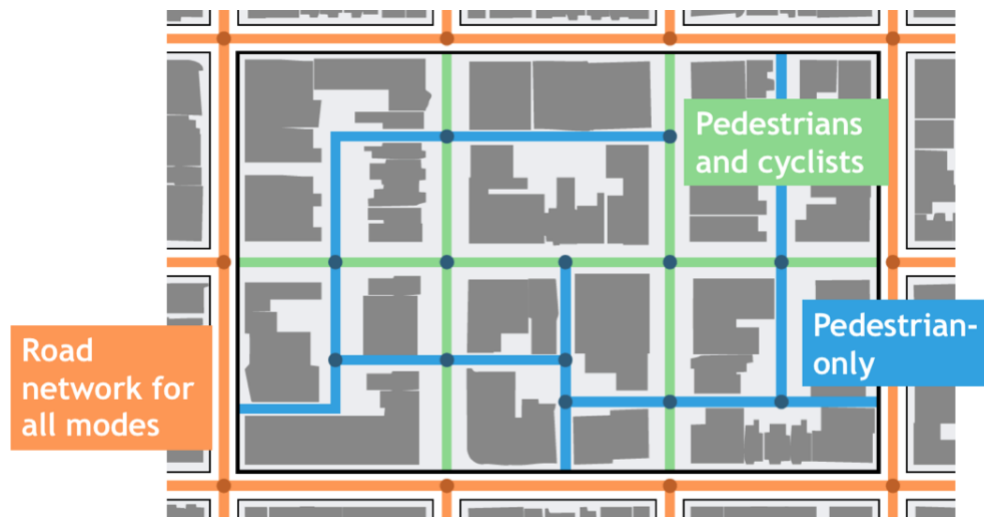 Pedestrians
and cyclists
Pedestrian-
only
Road
network for
all modes